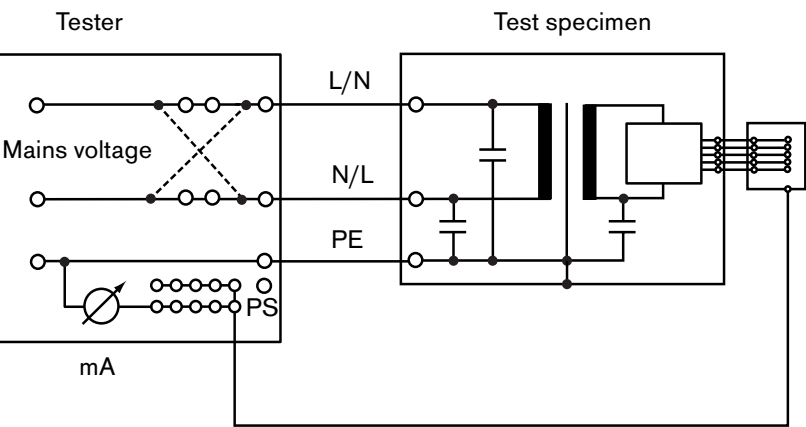 Tester
Test specimen
L/N
Mains voltage
N/L
PE
PS
mA